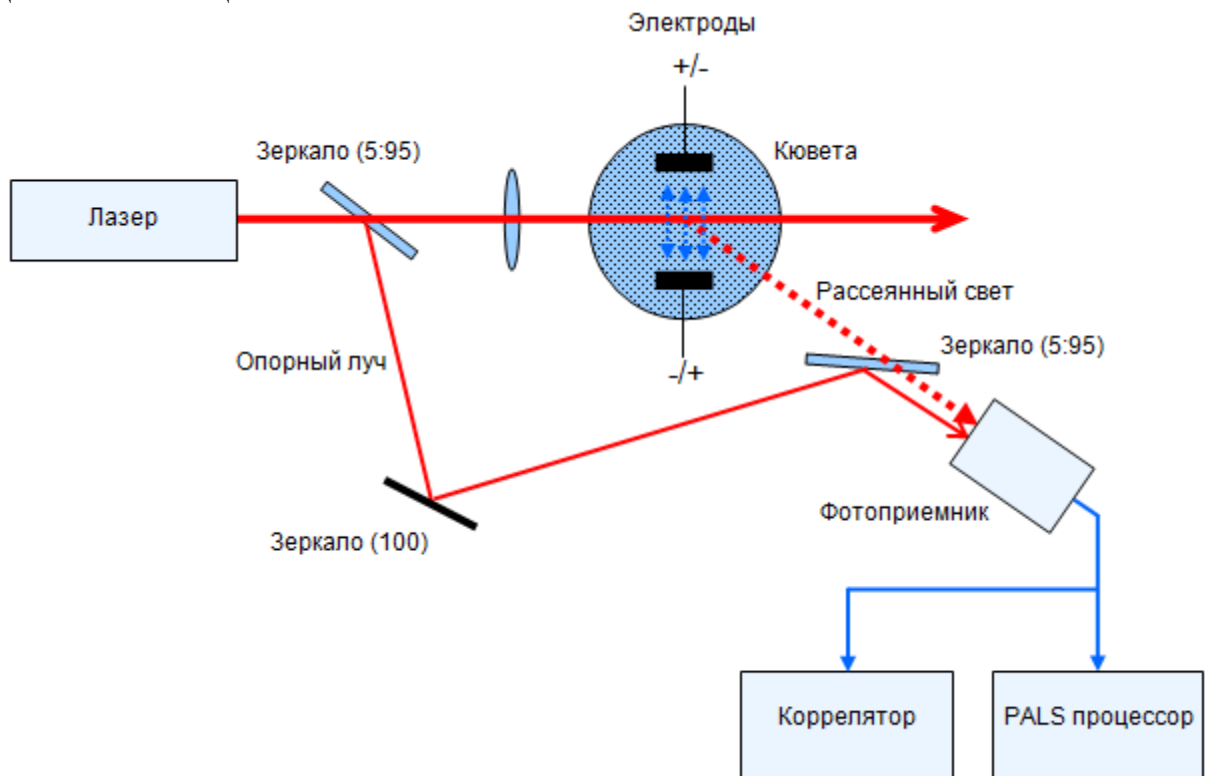 Электроды
+/-
Зеркало (5:95)
Кювета
Лазер
Рассеянный свет
Зеркало (5:95)
Опорный луч
-/+
Фотоприемник
Зеркало (100)
Коррелятор
PALS процессор